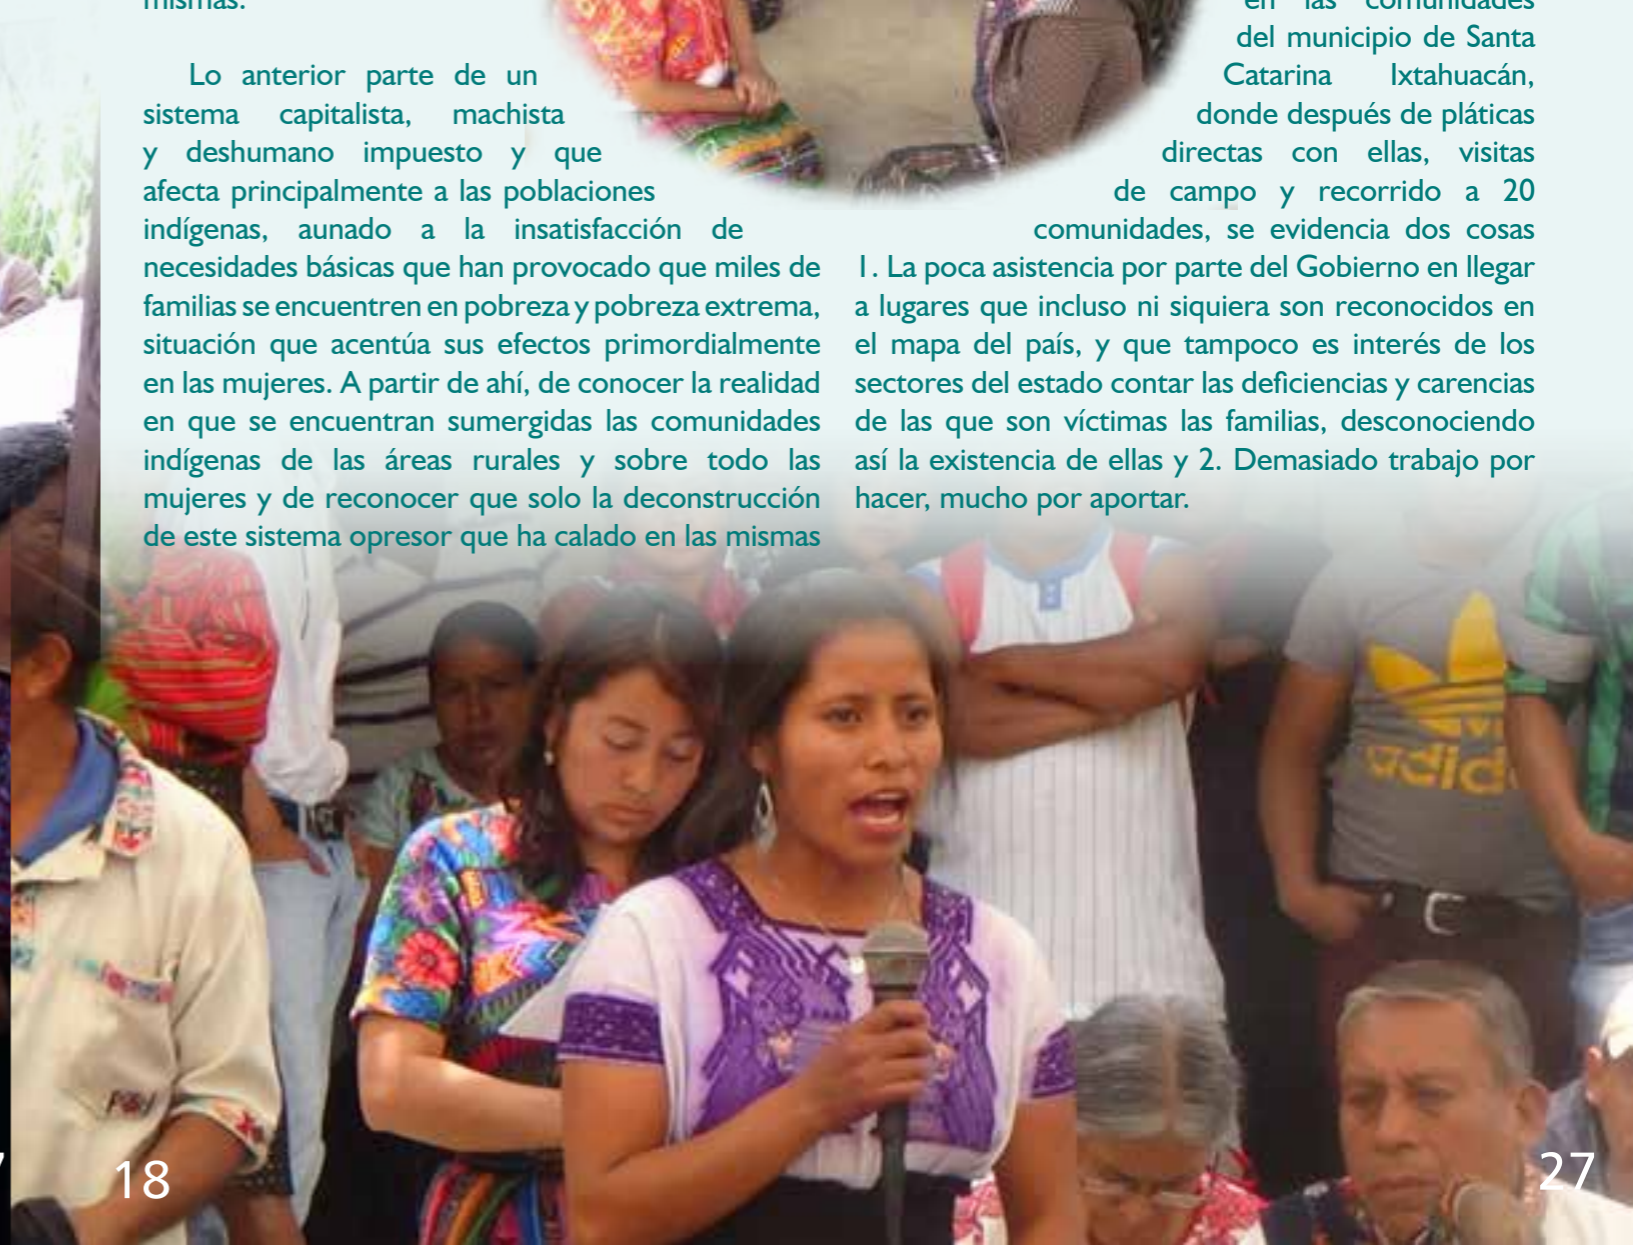 mismas.
Lo anterior parte de un
sistema capitalista, machista
y deshumano impuesto y que
afecta principalmente a las poblaciones
indígenas, aunado a la insatisfacción de
necesidades básicas que han provocado que miles de
familias se encuentren en pobreza y pobreza extrema,
situación que acentúa sus efectos primordialmente
en las mujeres. A partir de ahí, de conocer la realidad
en que se encuentran sumergidas las comunidades
indígenas de las áreas rurales y sobre todo las
mujeres y de reconocer que solo la deconstrucción
de este sistema opresor que ha calado en las mismas
en las comunidades
del municipio de Santa
Catarina Ixtahuacán,
donde después de pláticas
directas con ellas, visitas
de campo y recorrido a 20
comunidades, se evidencia dos cosas
1. La poca asistencia por parte del Gobierno en llegar
a lugares que incluso ni siquiera son reconocidos en
el mapa del país, y que tampoco es interés de los
sectores del estado contar las deficiencias y carencias
de las que son víctimas las familias, desconociendo
así la existencia de ellas y 2. Demasiado trabajo por
hacer, mucho por aportar.
adid
18
27